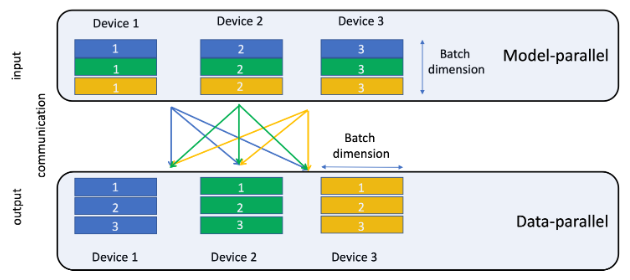 Device 1
Device 2
Device 3
input
1
2
3
1
2
3
1
2
3
Batch
dimension
Model-parallel
communication
Batch
dimension
output
1
1
1
2
2
2
3
3
3
Data-parallel
Device 1
Device 2
Device 3